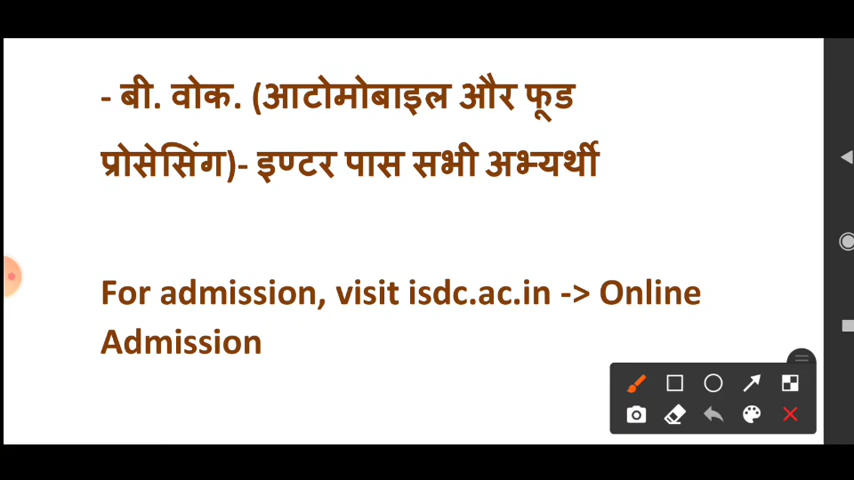 - बी. वोक. (आटोमोबाइल और फूड
प्रोसेसिंग)- इण्टर पास सभी अभ्यर्थी
For admission, visit isdc.ac.in -> Online
Admission